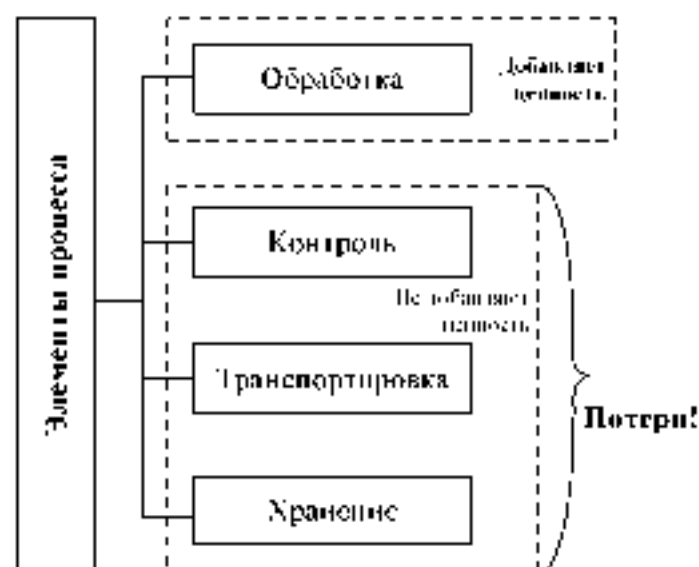 Элементы процесса
Обработка
Добавляет
ценность
Контроль
Не добавляет
ценность
Транспортировка
Потери!
Хранение